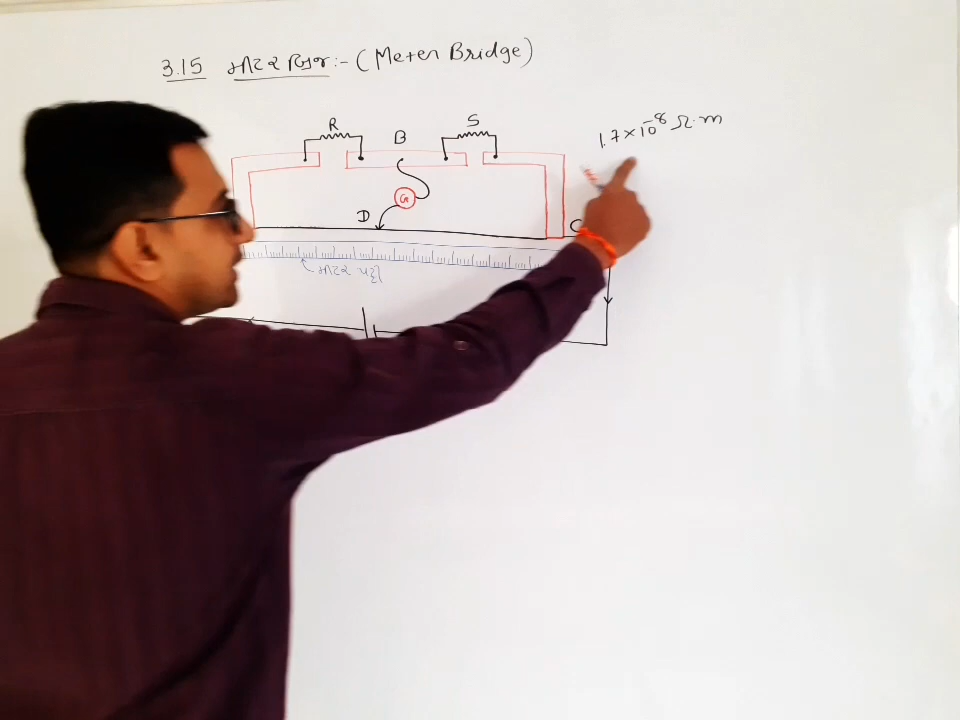 3.15 મીટર બ્રિજ :- (Meter Bridge)
R
S
B
1.7 × 10⁻⁸ Ω.m
G
D
C
મીટર પટ્ટી